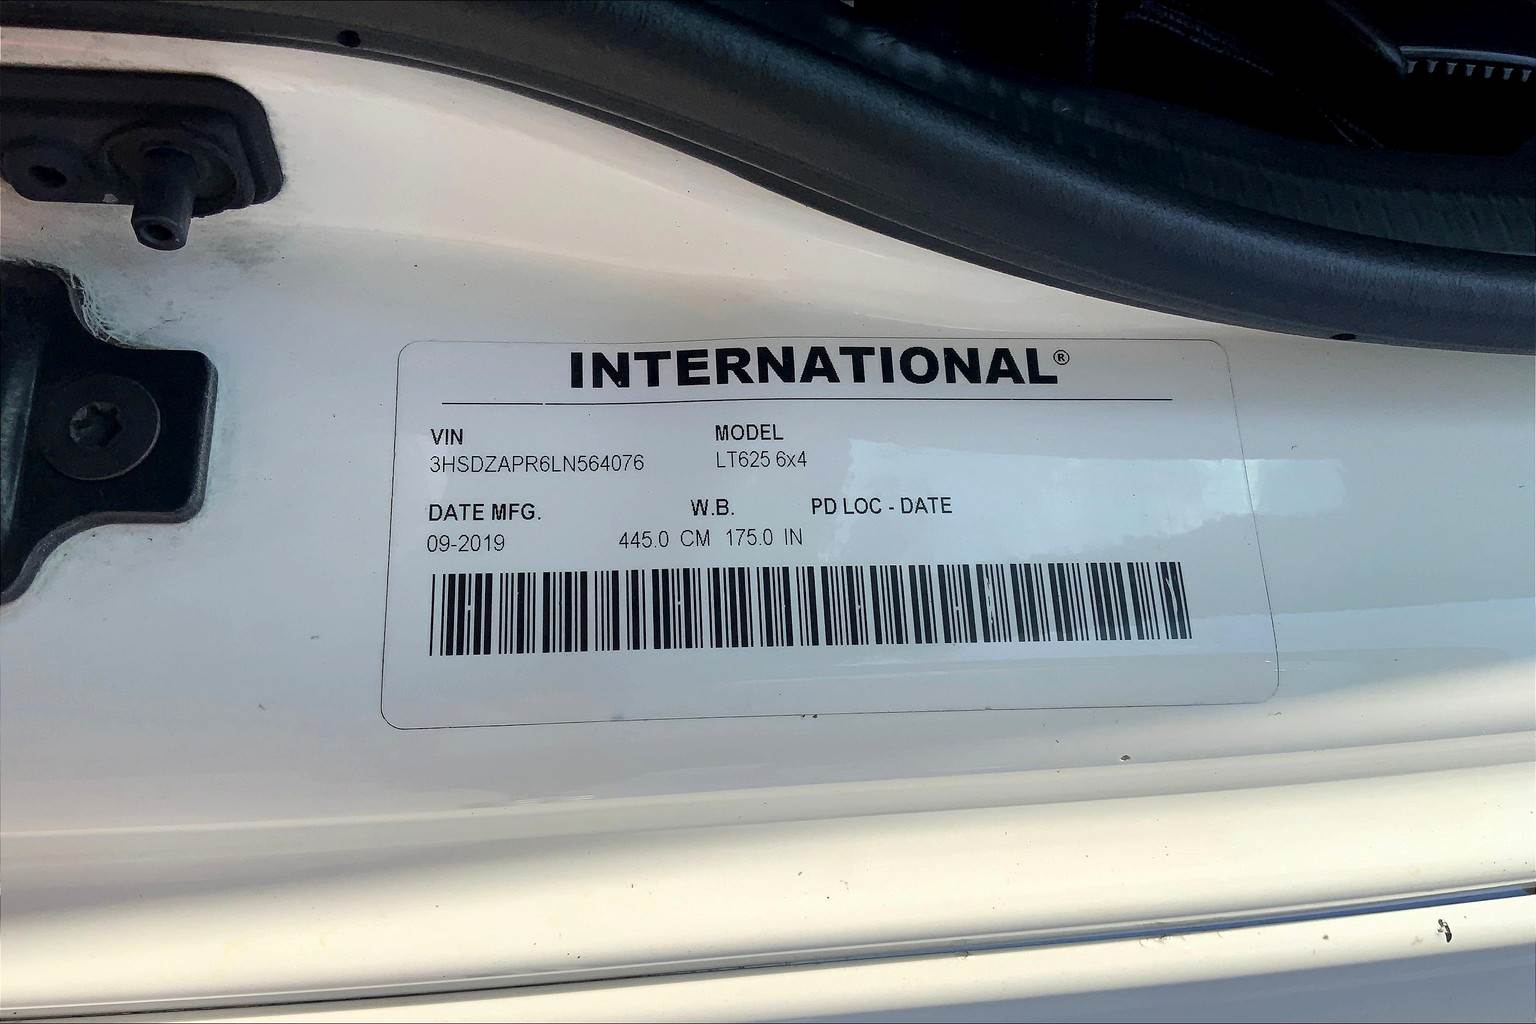 INTERNATIONAL®
VIN MODEL
3HSDZAPR6LN564076 LT625 6x4
DATE MFG. W.B. PD LOC - DATE
09-2019 445.0 CM 175.0 IN